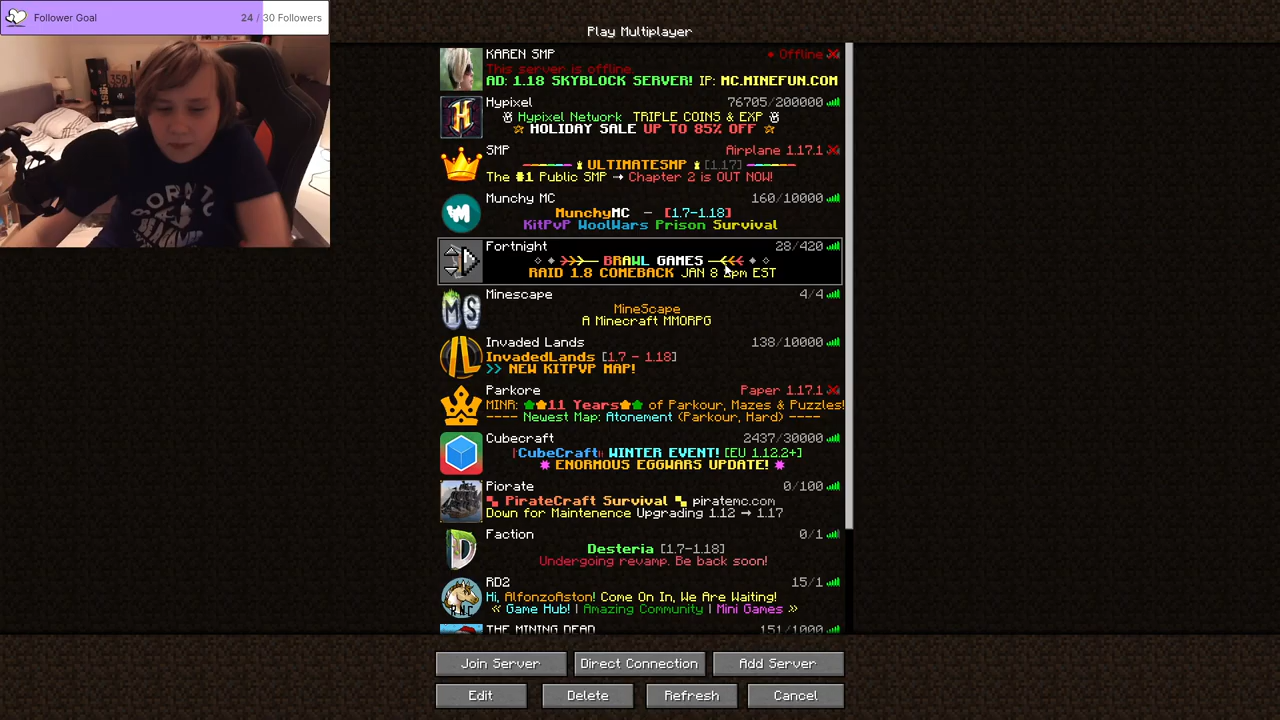 Follower Goal
24 / 30 Followers
Play Multiplayer
KAREN SMP
Offline
This server is offline.
AD: 1.18 SKYBLOCK SERVER! IP: MC.MINEFUN.COM
Hypixel
76705/200000
Hypixel Network TRIPLE COINS & EXP
HOLIDAY SALE UP TO 85% OFF
SMP
Airplane 1.17.1
ULTIMATESMP [1.17]
The #1 Public SMP → Chapter 2 is OUT NOW!
Munchy MC
160/10000
MunchyMC - [1.7-1.18]
KitPvP WoolWars Prison Survival
Fortnight
28/420
BRAWL GAMES
RAID 1.8 COMEBACK JAN 8 2pm EST
Minescape
4/4
MS
MineScape
A Minecraft MMORPG
Invaded Lands
138/10000
InvadedLands [1.7 - 1.18]
>> NEW KITPVP MAP!
Parkore
Paper 1.17.1
MINR: 11 Years of Parkour, Mazes & Puzzles!
---- Newest Map: Atonement (Parkour, Hard) ----
Cubecraft
2437/30000
CubeCraft WINTER EVENT! [EU 1.12.2+]
ENORMOUS EGGWARS UPDATE!
Piorate
0/100
PirateCraft Survival piratemc.com
Down for Maintenence Upgrading 1.12 → 1.17
Faction
0/1
Desteria [1.7-1.18]
Undergoing revamp. Be back soon!
RD2
15/1
Hi, AlfonzoAston! Come On In, We Are Waiting!
« Game Hub! | Amazing Community | Mini Games »
THE MINING DEAD
151/1000
Join Server
Direct Connection
Add Server
Edit
Delete
Refresh
Cancel